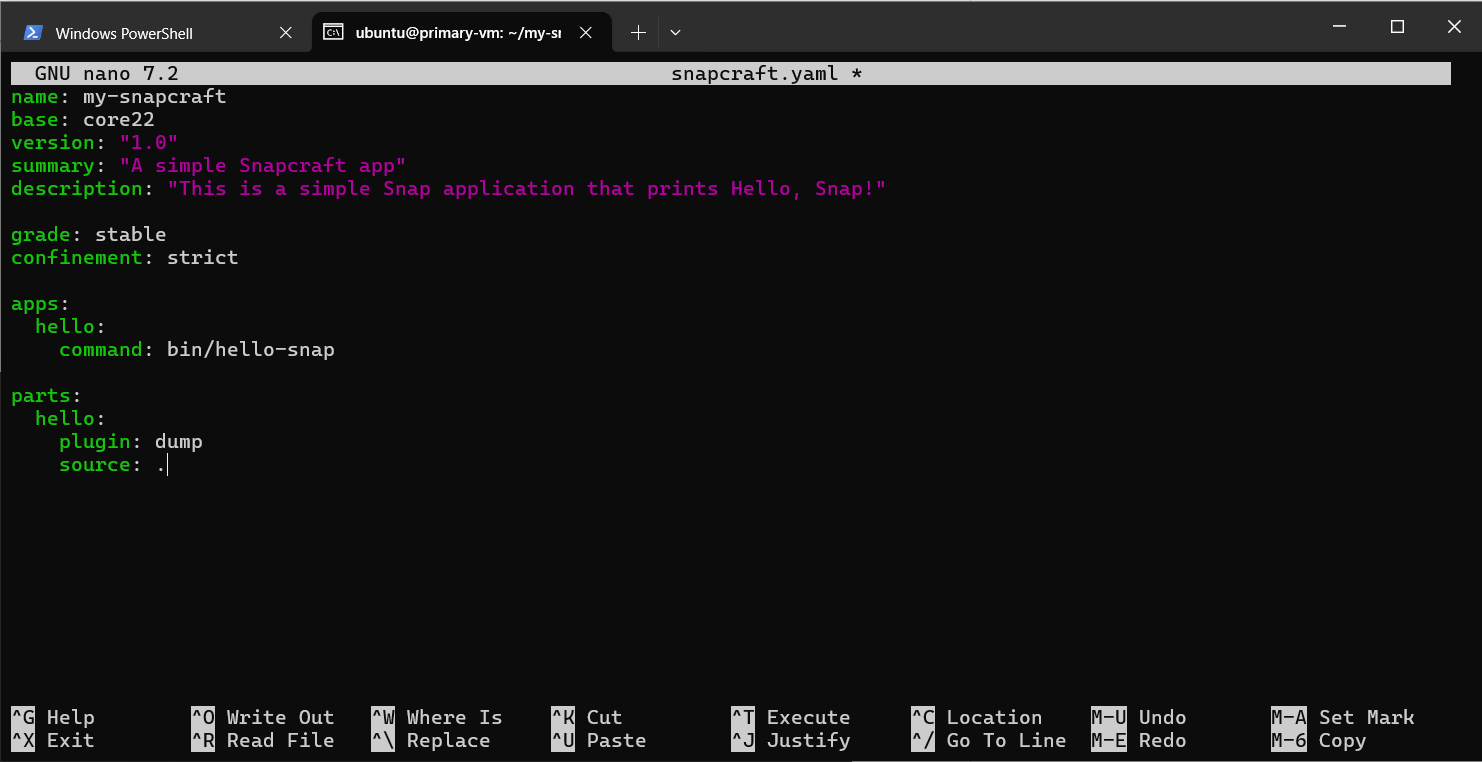 Windows PowerShell
ubuntu@primary-vm: ~/my-sn
GNU nano 7.2 snapcraft.yaml *
name: my-snapcraft
base: core22
version: "1.0"
summary: "A simple Snapcraft app"
description: "This is a simple Snap application that prints Hello, Snap!"

grade: stable
confinement: strict

apps:
  hello:
    command: bin/hello-snap

parts:
  hello:
    plugin: dump
    source: .

^G Help ^O Write Out ^W Where Is ^K Cut ^T Execute ^C Location M-U Undo M-A Set Mark
^X Exit ^R Read File ^\ Replace ^U Paste ^J Justify ^/ Go To Line M-E Redo M-6 Copy